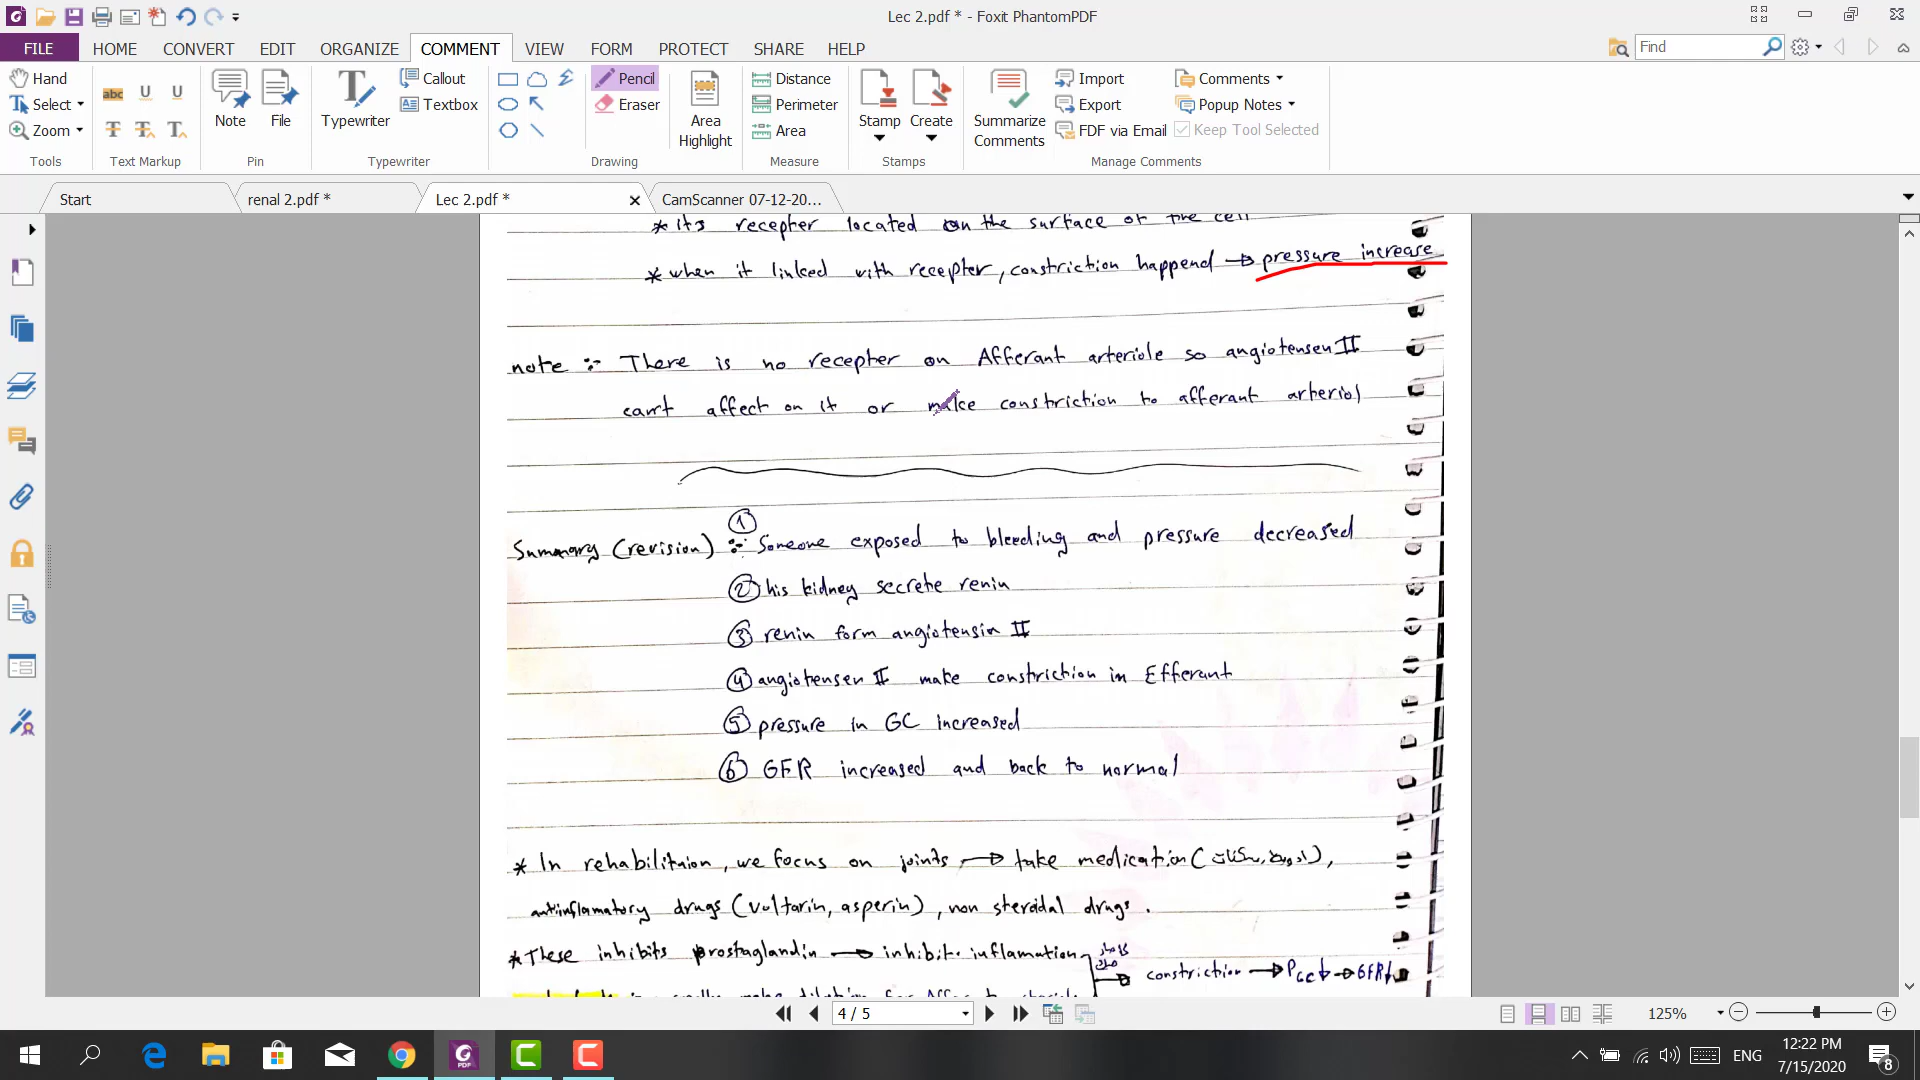 Lec 2.pdf * - Foxit PhantomPDF
FILE HOME CONVERT EDIT ORGANIZE COMMENT VIEW FORM PROTECT SHARE HELP
Find
Hand
Select
Zoom
Tools
abc U U
T T T
Text Markup
Note
File
Pin
Typewriter
Callout
Textbox
Typewriter
Pencil
Eraser
Drawing
Area Highlight
Distance
Perimeter
Area
Measure
Stamp
Create
Stamps
Summarize Comments
Import
Export
FDF via Email
Comments
Popup Notes
Keep Tool Selected
Manage Comments
Start
renal 2.pdf *
Lec 2.pdf *
CamScanner 07-12-20...
* its recepter located on the surface of the cell
* when it linked with recepter, constriction happend → pressure increase
note : There is no recepter on Afferant arteriole so angiotensen II
can't affect on it or make constriction to afferant arteriol
Summary (revision) : ① Someone exposed to bleeding and pressure decreased
② his kidney secrete renin
③ renin form angiotensin II
④ angiotensen II make constriction in Efferant
⑤ pressure in GC increased
⑥ GFR increased and back to normal
* In rehabilitaion, we focus on joints → take medication (ادوية, مسكنات),
antiinflamatory drugs (voltarin, asperin), non steroidal drugs.
* These inhibits prostaglandin → inhibit inflamation
constriction → PGC↓ → GFR↓
4 / 5
125%
PDF
ENG
12:22 PM
7/15/2020
8